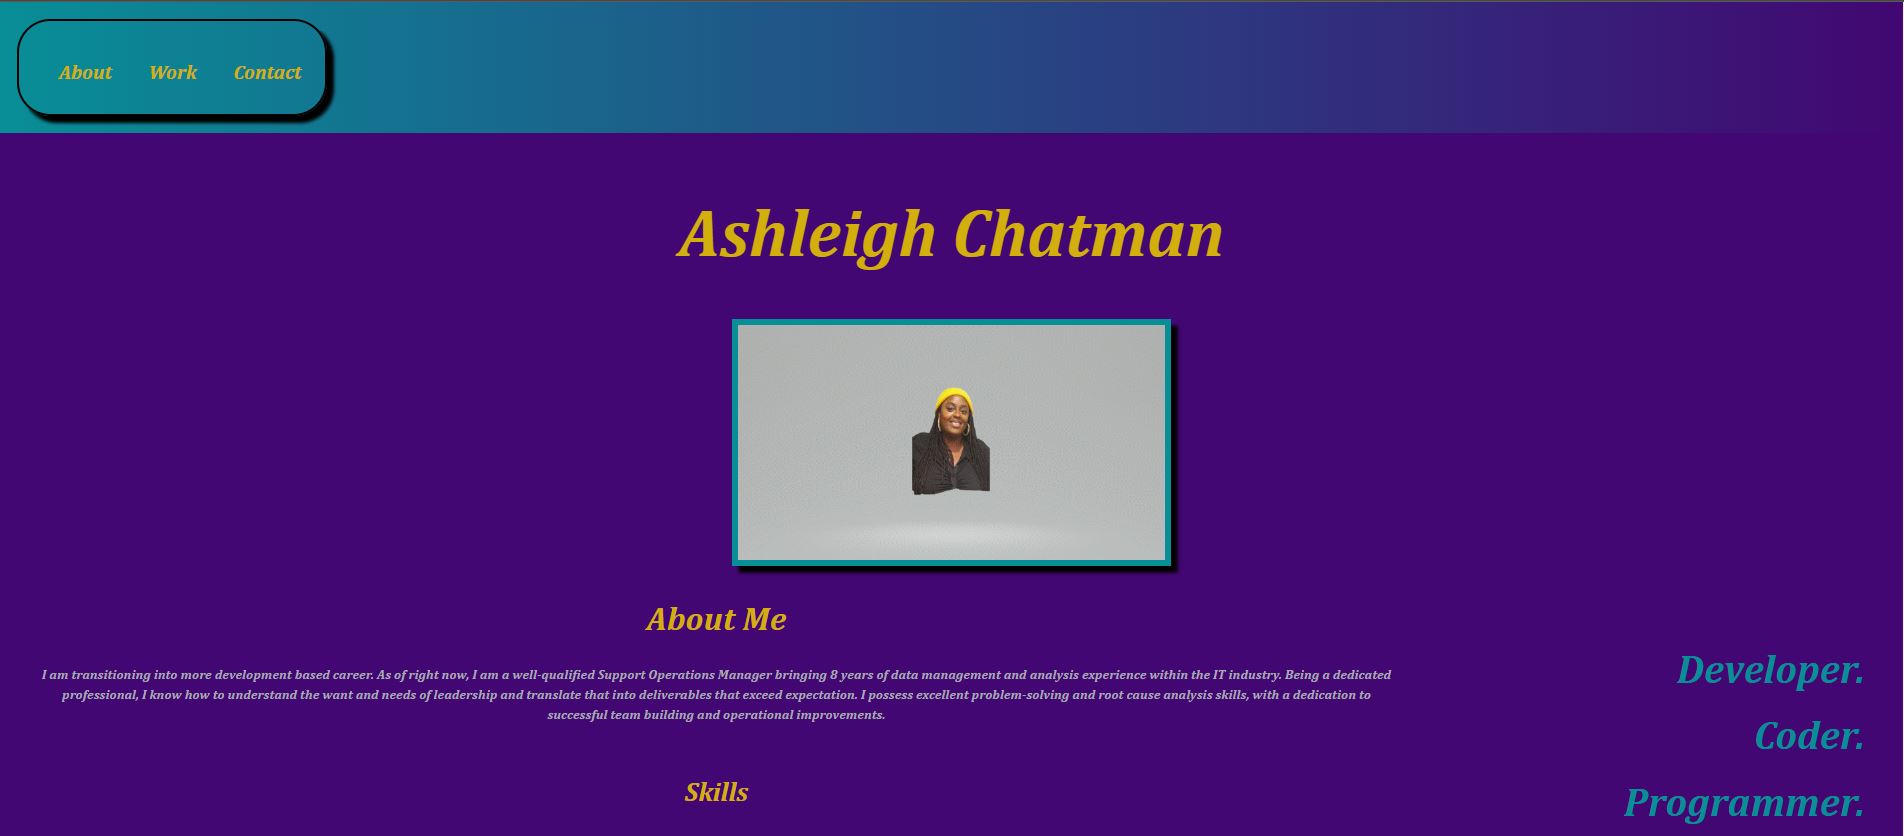 About Work Contact
Ashleigh Chatman
About Me
I am transitioning into more development based career. As of right now, I am a well-qualified Support Operations Manager bringing 8 years of data management and analysis experience within the IT industry. Being a dedicated
professional, I know how to understand the want and needs of leadership and translate that into deliverables that exceed expectation. I possess excellent problem-solving and root cause analysis skills, with a dedication to
successful team building and operational improvements.
Skills
Developer.
Coder.
Programmer.